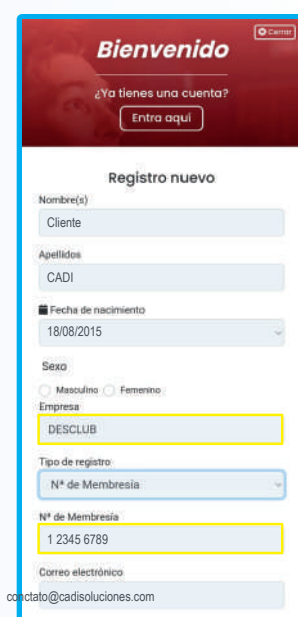 Cerrar
Bienvenido
¿Ya tienes una cuenta?
Entra aquí
Registro nuevo
Nombre(s)
Cliente
Apellidos
CADI
Fecha de nacimiento
18/08/2015
Sexo
Masculino Femenino
Empresa
DESCLUB
Tipo de registro
Nª de Membresía
Nª de Membresía
1 2345 6789
Correo electrónico
conctato@cadisoluciones.com